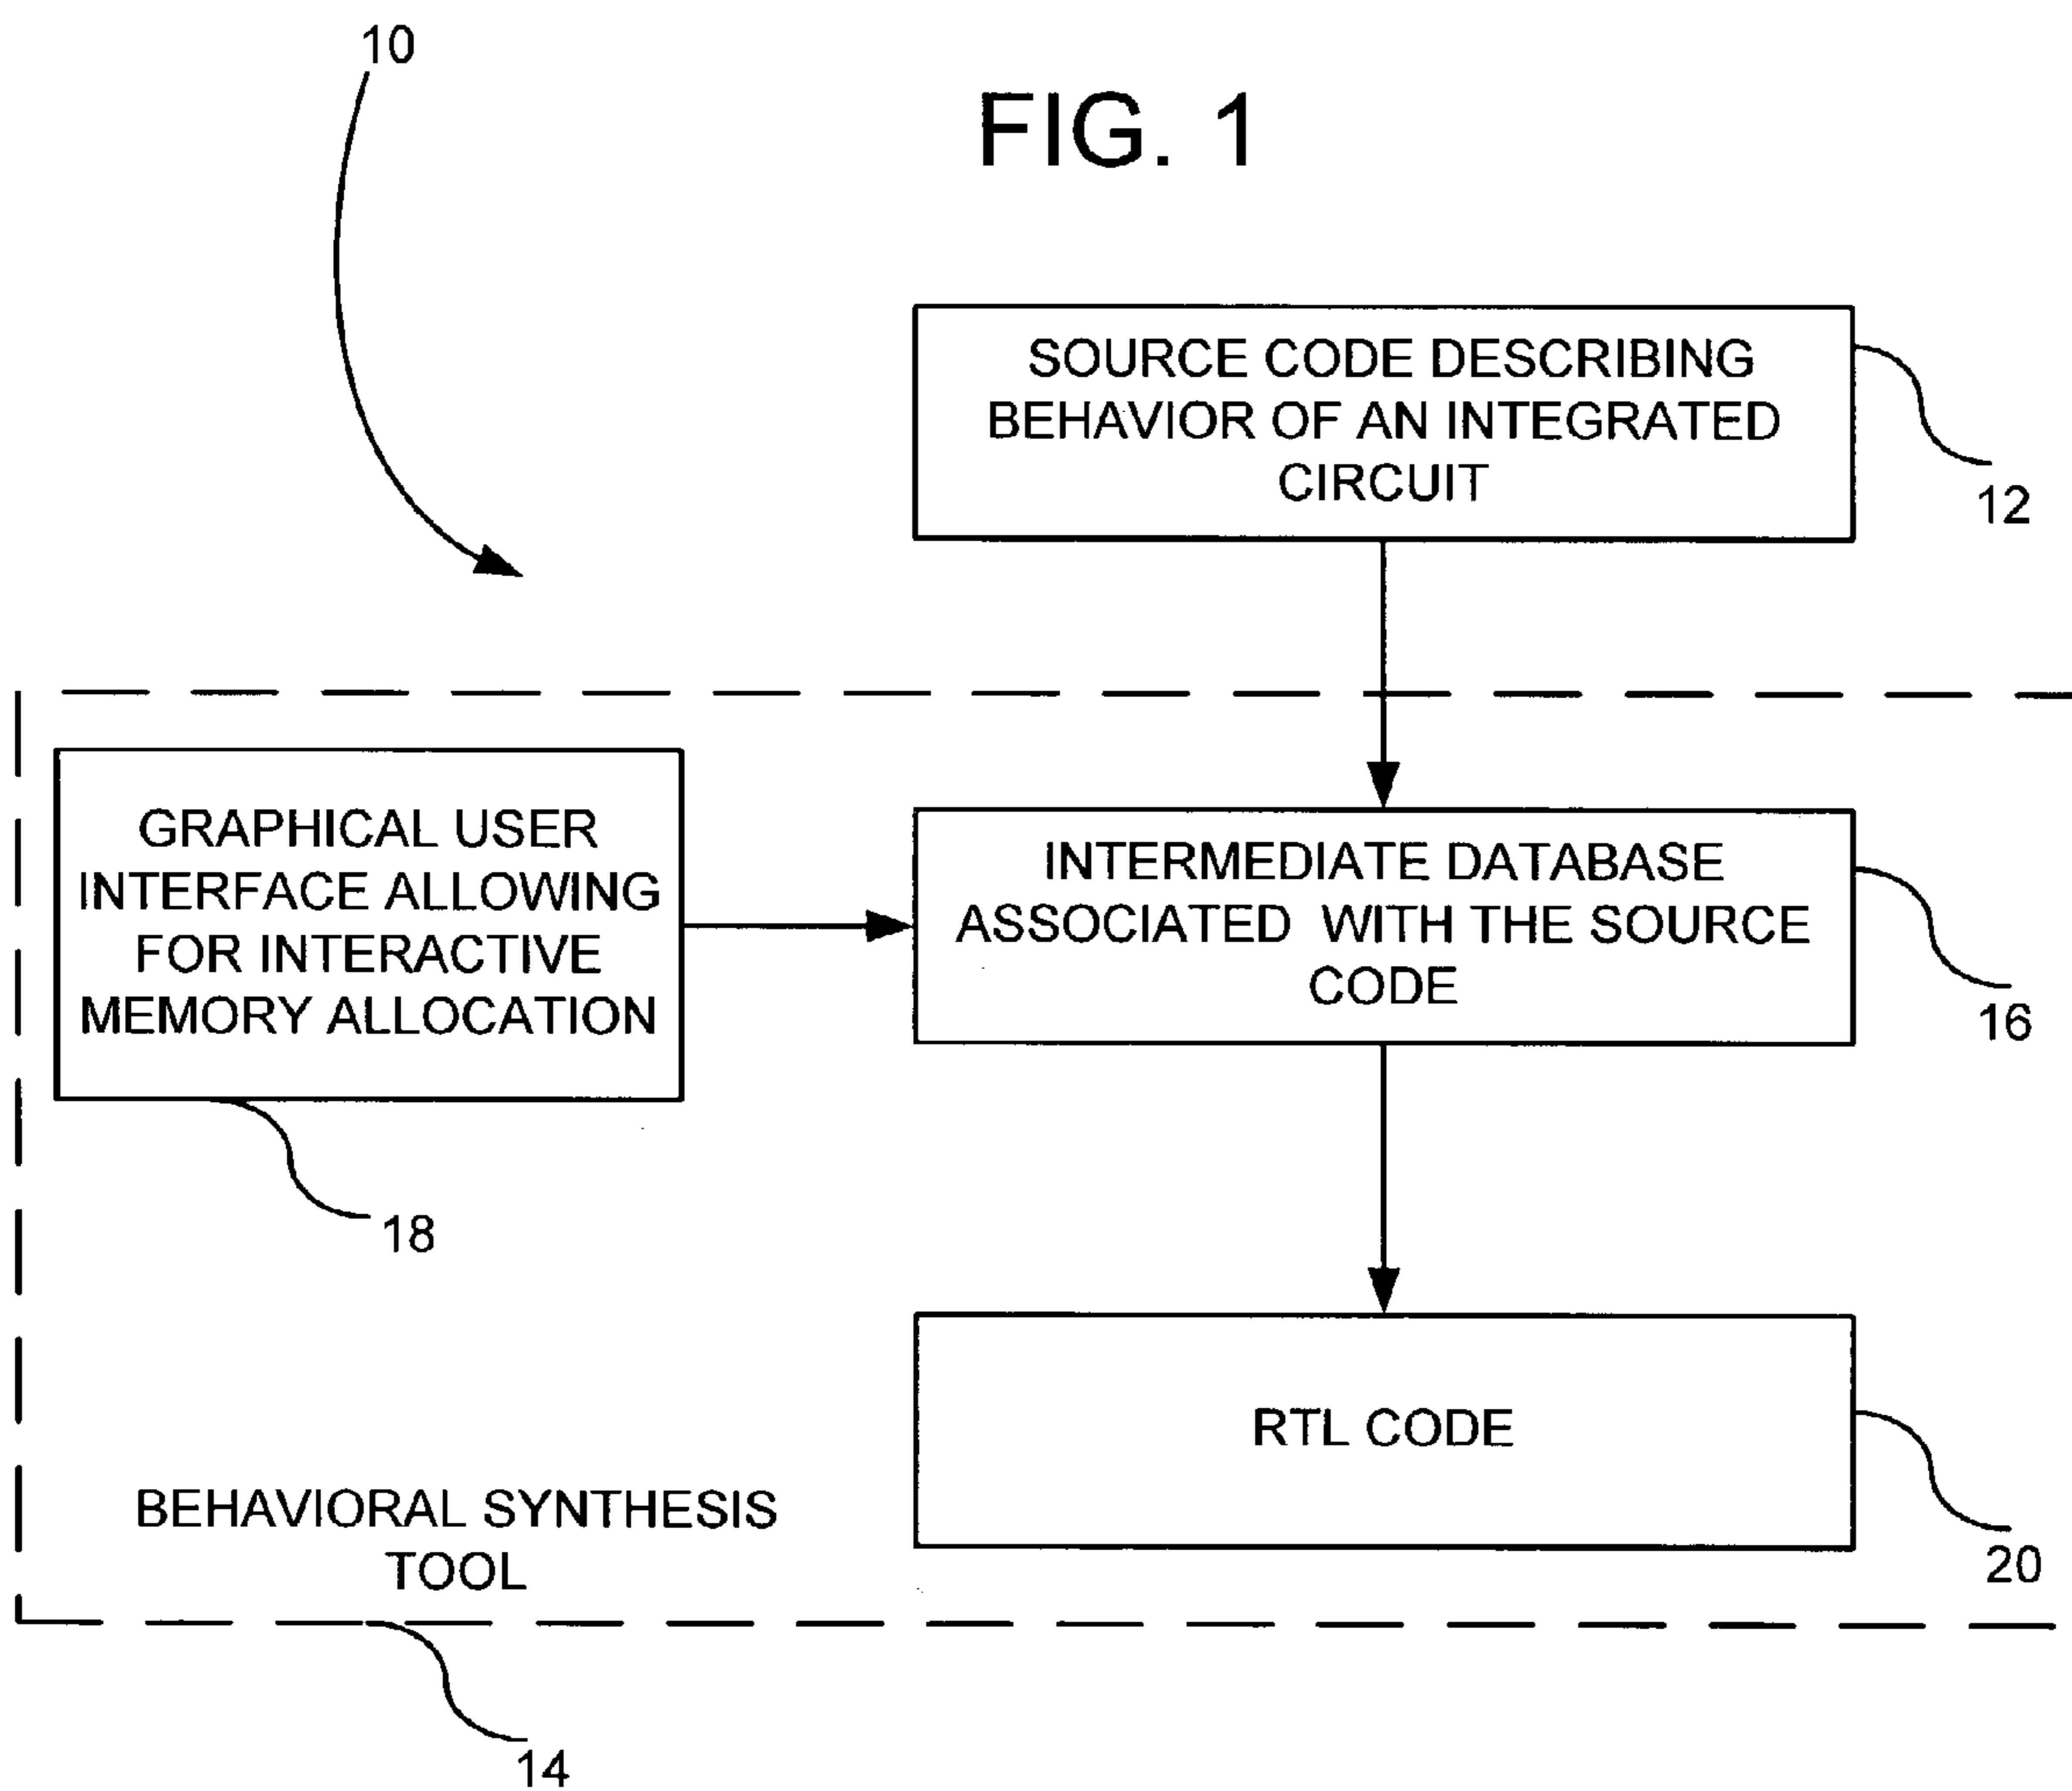 10
FIG. 1
SOURCE CODE DESCRIBING
BEHAVIOR OF AN INTEGRATED
CIRCUIT
12
GRAPHICAL USER
INTERFACE ALLOWING
FOR INTERACTIVE
MEMORY ALLOCATION
18
INTERMEDIATE DATABASE
ASSOCIATED WITH THE SOURCE
CODE
16
RTL CODE
20
BEHAVIORAL SYNTHESIS
TOOL
14